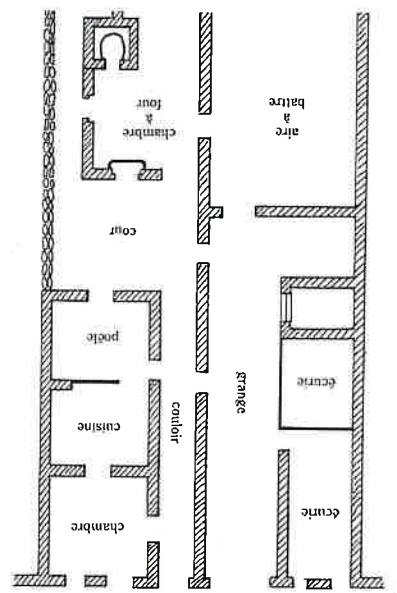 écurie
chambre
cuisine
couloir
écurie
grange
poêle
cour
aire
à
battre
chambre
à
four